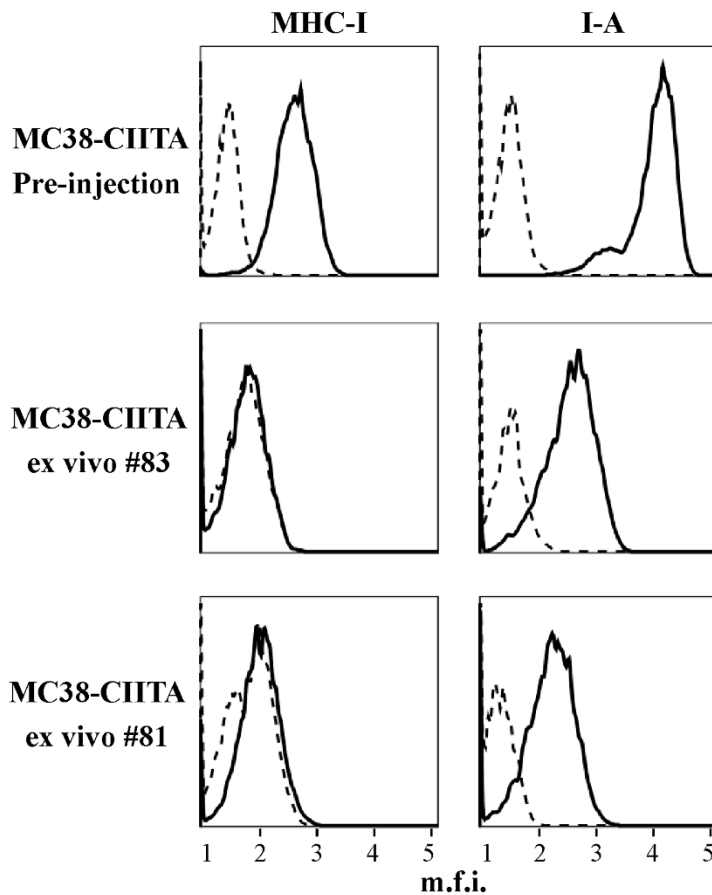 MHC-I I-A
MC38-CIITA
Pre-injection
MC38-CIITA
ex vivo #83
MC38-CIITA
ex vivo #81
1 2 3 4 5 1 2 3 4 5
m.f.i.